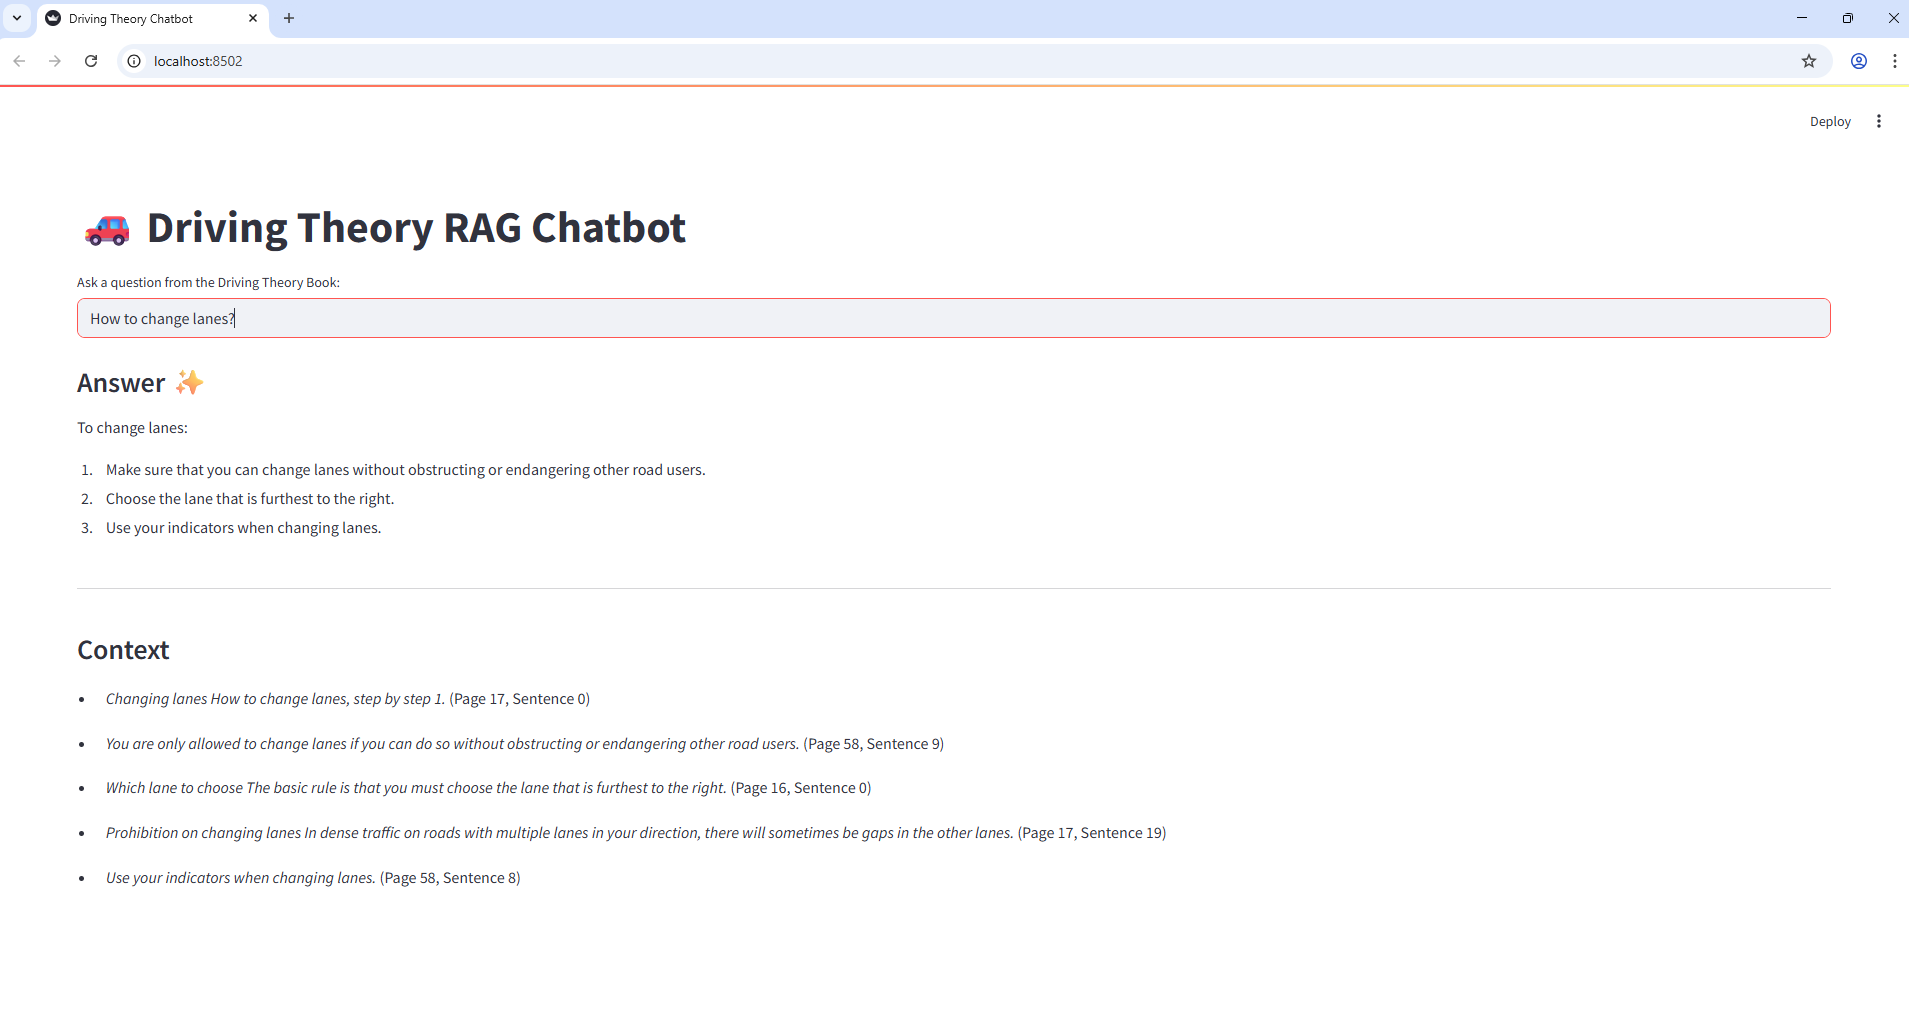 Driving Theory Chatbot
localhost:8502
Deploy
Driving Theory RAG Chatbot
Ask a question from the Driving Theory Book:
How to change lanes?
Answer
To change lanes:
1. Make sure that you can change lanes without obstructing or endangering other road users.
2. Choose the lane that is furthest to the right.
3. Use your indicators when changing lanes.
Context
• Changing lanes How to change lanes, step by step 1. (Page 17, Sentence 0)
• You are only allowed to change lanes if you can do so without obstructing or endangering other road users. (Page 58, Sentence 9)
• Which lane to choose The basic rule is that you must choose the lane that is furthest to the right. (Page 16, Sentence 0)
• Prohibition on changing lanes In dense traffic on roads with multiple lanes in your direction, there will sometimes be gaps in the other lanes. (Page 17, Sentence 19)
• Use your indicators when changing lanes. (Page 58, Sentence 8)